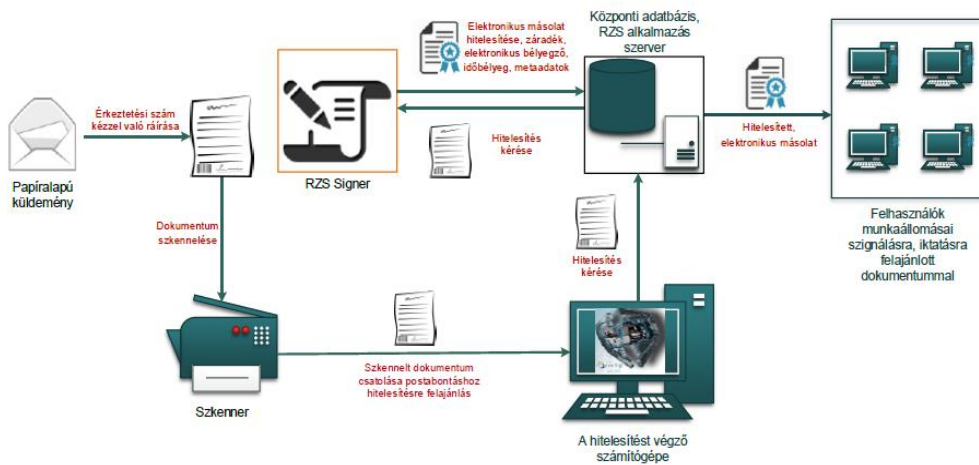 Papíralapú
küldemény
Érkeztetési szám
kézzel való ráírása
Dokumentum
szkennelése
Szkenner
Szkennelt dokumentum
csatolása postabontáshoz
hitelesítésre felajánlás
A hitelesítést végző
számítógépe
Hitelesítés
kérése
Központi adatbázis,
RZS alkalmazás
szerver
Hitelesítés
kérése
RZS Signer
Elektronikus másolat
hitelesítése, záradék,
elektronikus bélyegző,
időbélyeg, metaadatok
Hitelesített,
elektronikus másolat
Felhasználók
munkaállomásai
szignálásra, iktatásra
felajánlott
dokumentummal